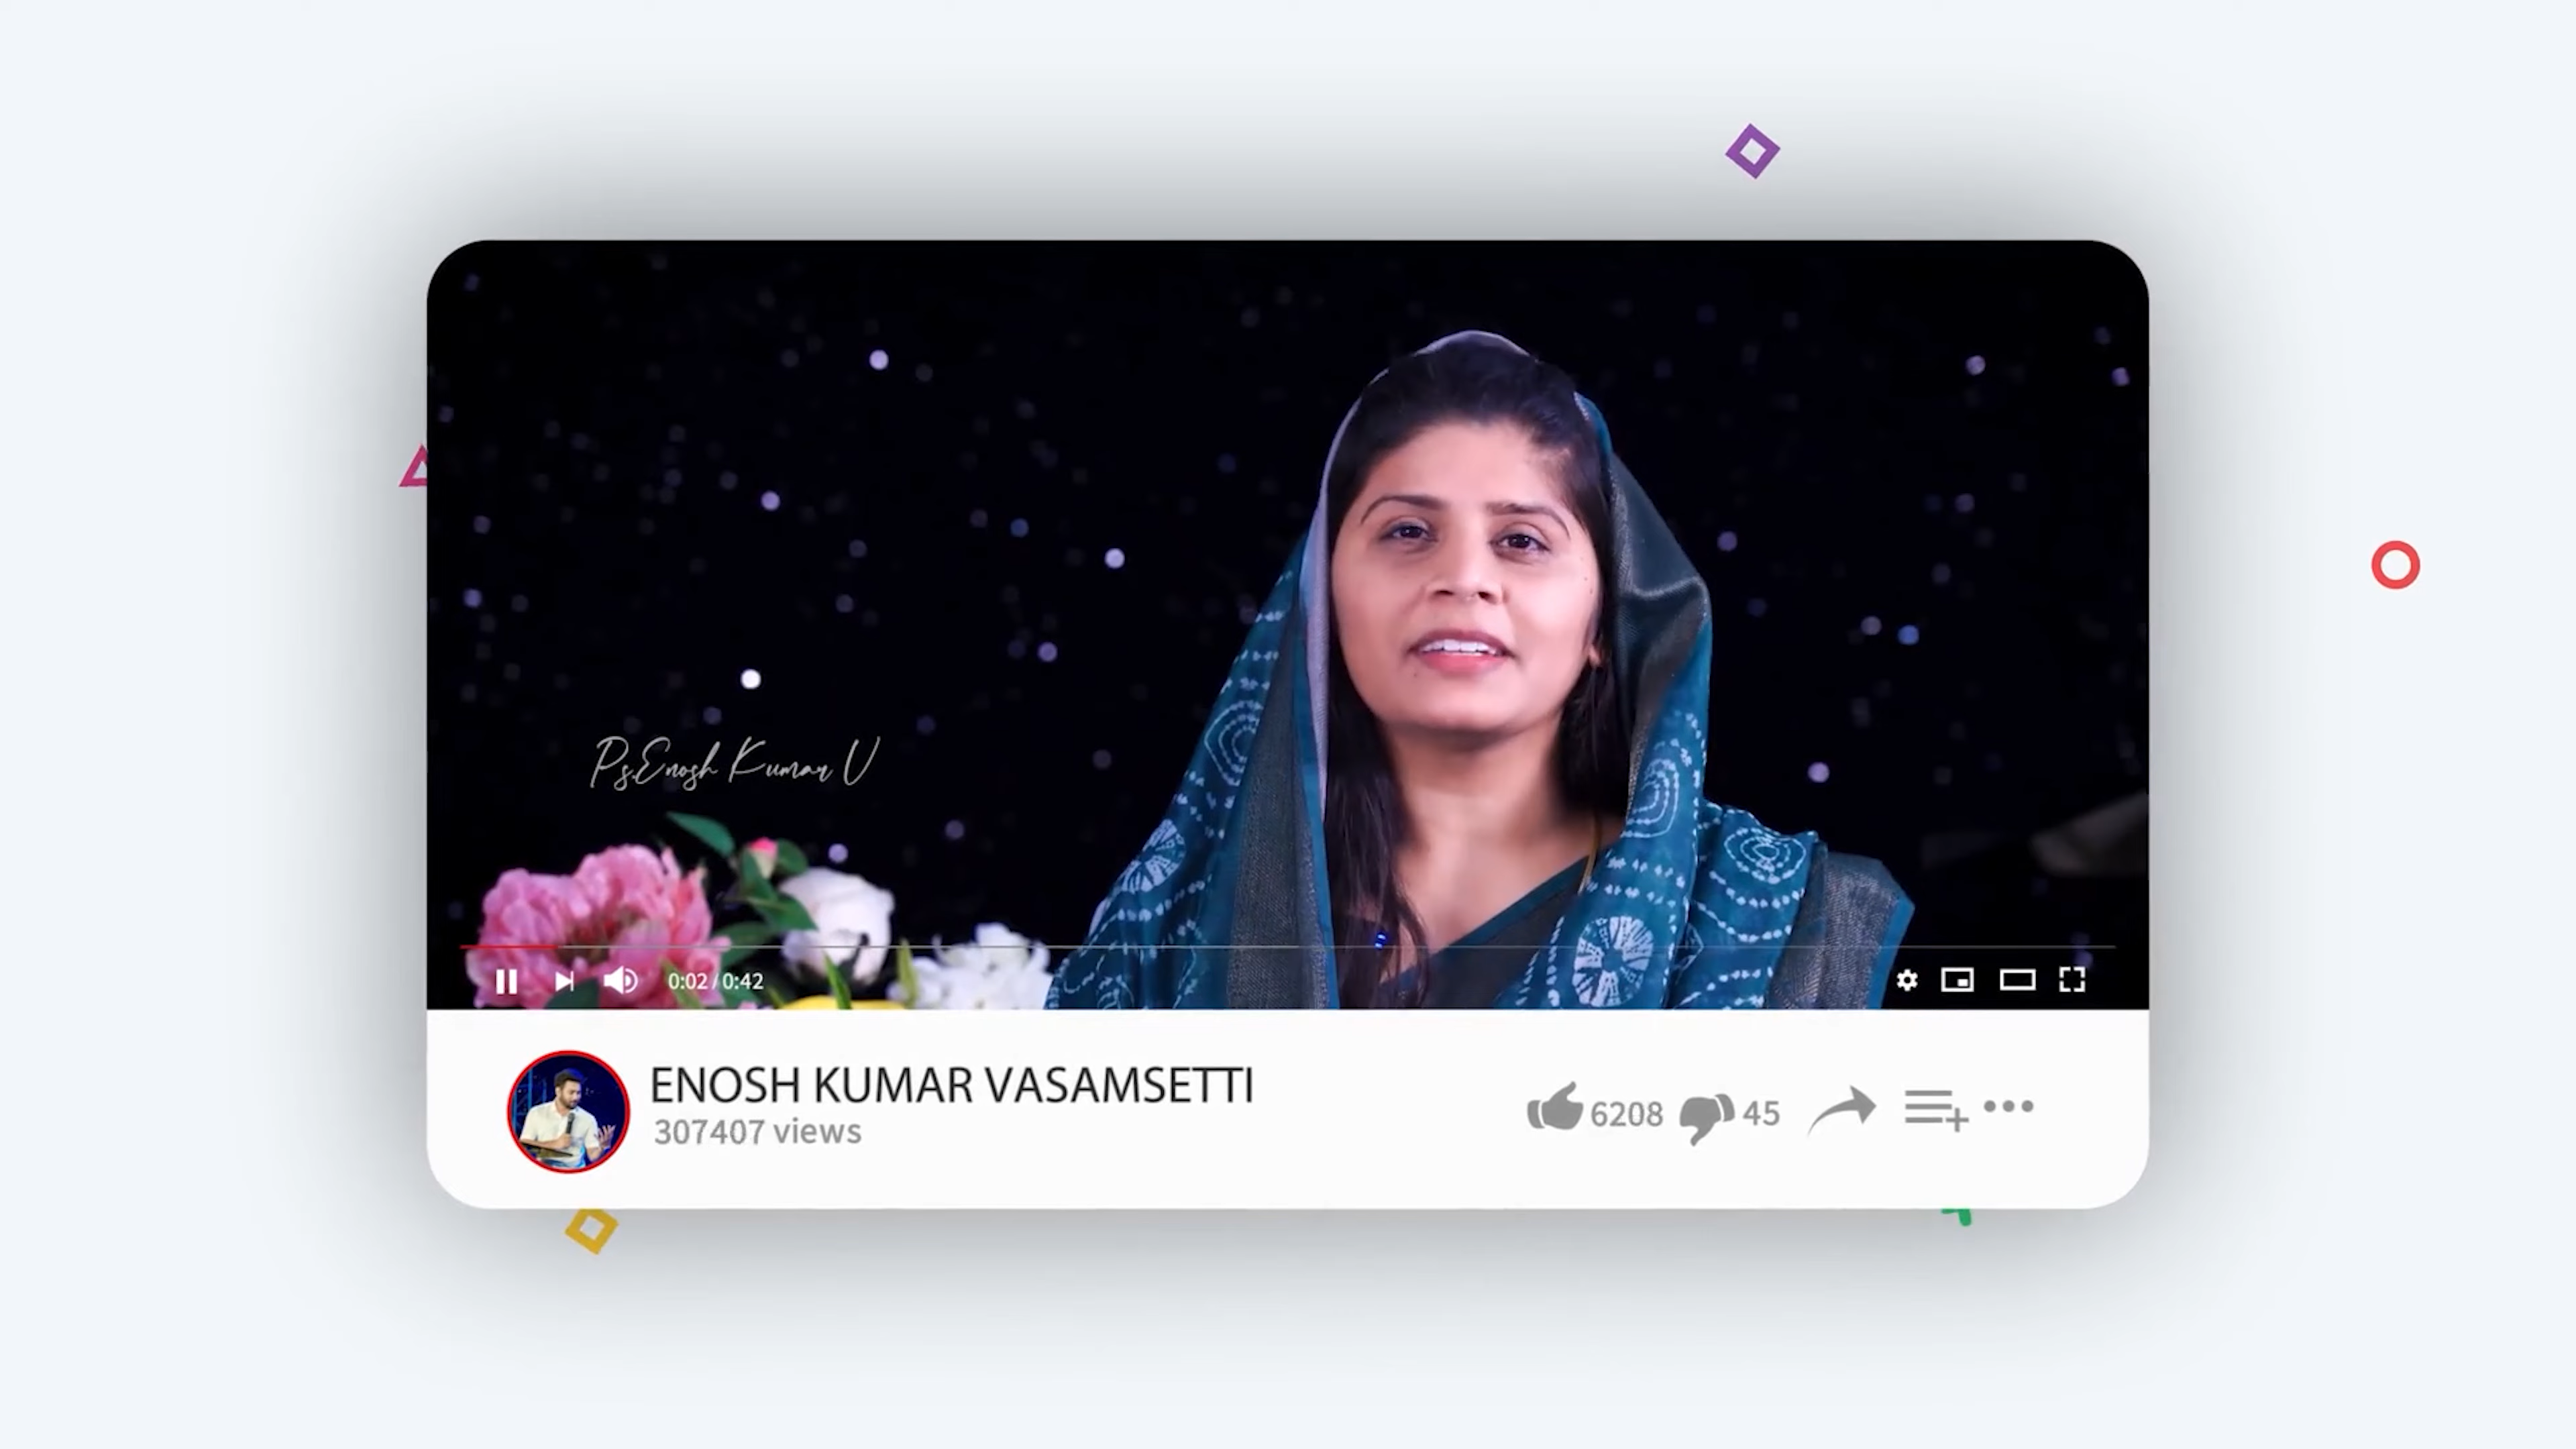 Ps.Enosh Kumar V
0:02 / 0:42
ENOSH KUMAR VASAMSETTI
307407 views
6208
45